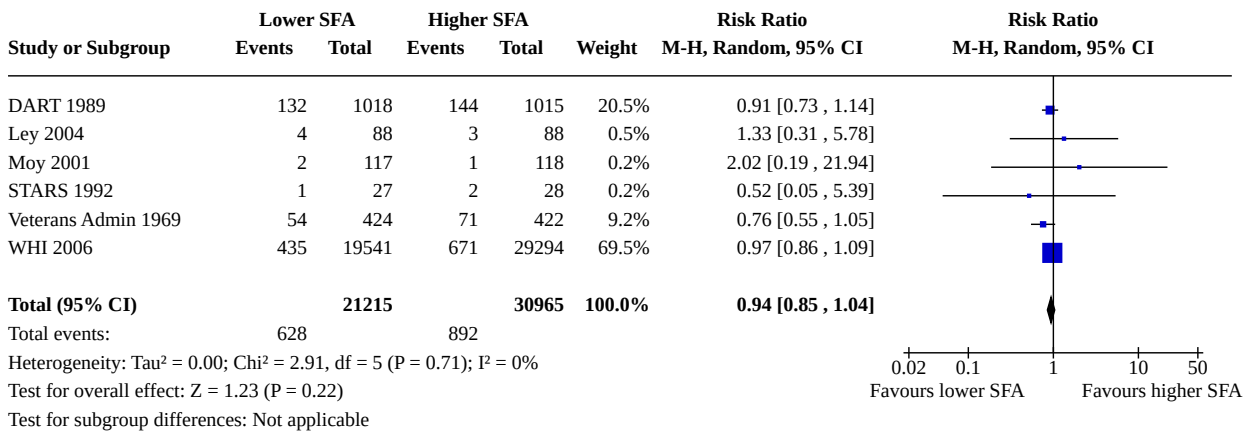 Lower SFA Higher SFA Risk Ratio Risk Ratio
Study or Subgroup Events Total Events Total Weight M-H, Random, 95% CI M-H, Random, 95% CI
DART 1989 132 1018 144 1015 20.5% 0.91 [0.73 , 1.14]
Ley 2004 4 88 3 88 0.5% 1.33 [0.31 , 5.78]
Moy 2001 2 117 1 118 0.2% 2.02 [0.19 , 21.94]
STARS 1992 1 27 2 28 0.2% 0.52 [0.05 , 5.39]
Veterans Admin 1969 54 424 71 422 9.2% 0.76 [0.55 , 1.05]
WHI 2006 435 19541 671 29294 69.5% 0.97 [0.86 , 1.09]
Total (95% CI) 21215 30965 100.0% 0.94 [0.85 , 1.04]
Total events: 628 892
Heterogeneity: Tau² = 0.00; Chi² = 2.91, df = 5 (P = 0.71); I² = 0%
0.02 0.1 1 10 50
Test for overall effect: Z = 1.23 (P = 0.22)
Favours lower SFA Favours higher SFA
Test for subgroup differences: Not applicable